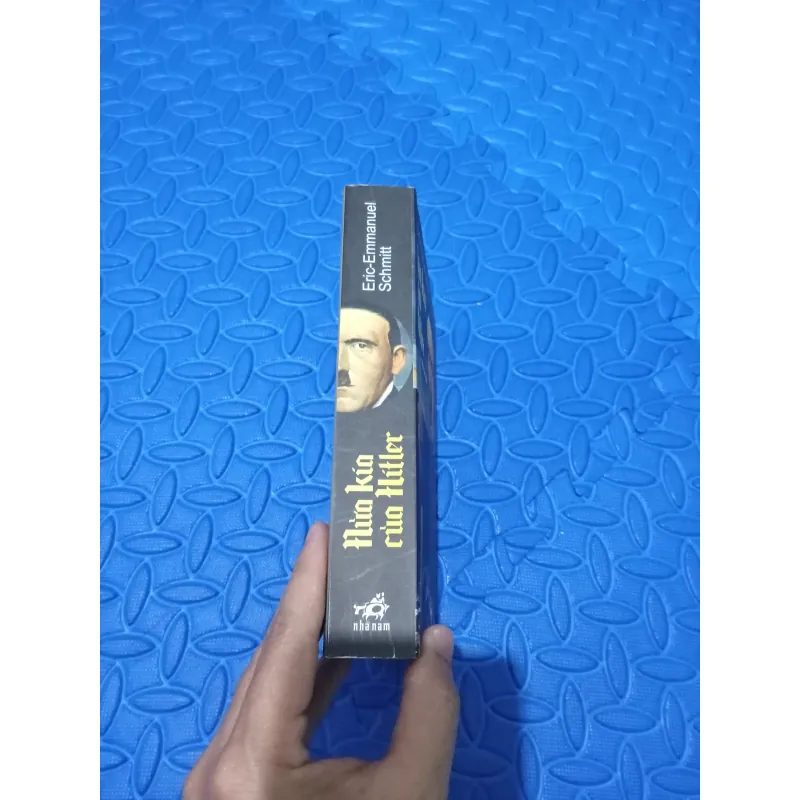 Eric-Emmanuel
Schmitt
Nửa kia
của Hitler
nhã nam